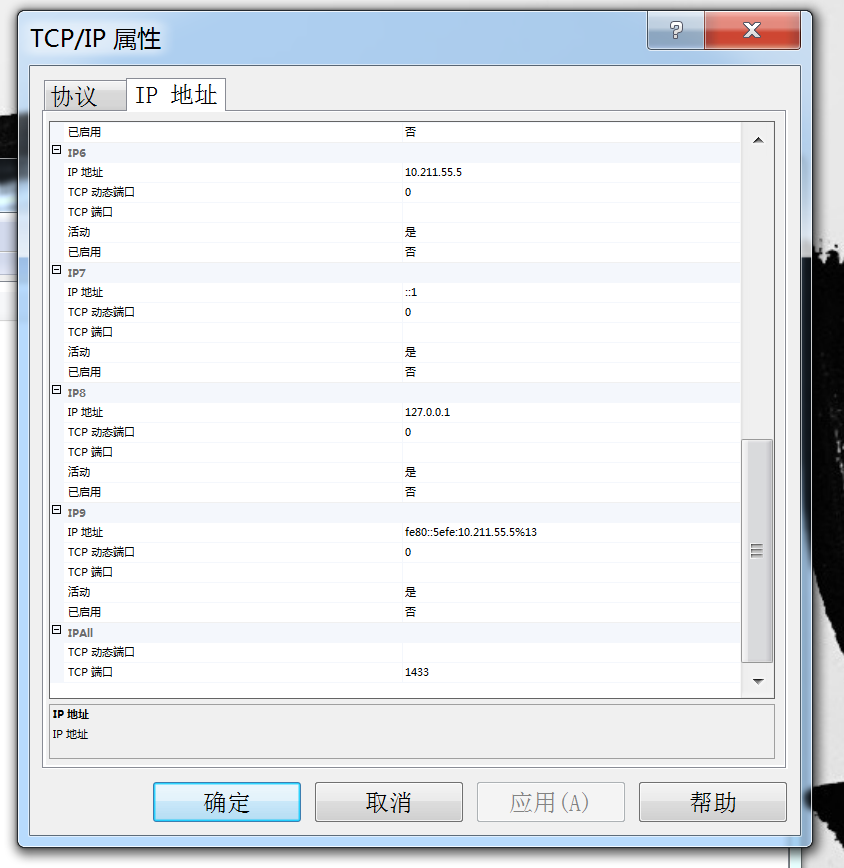 TCP/IP 属性
协议 IP 地址
已启用 否
IP6
IP 地址 10.211.55.5
TCP 动态端口 0
TCP 端口
活动 是
已启用 否
IP7
IP 地址 ::1
TCP 动态端口 0
TCP 端口
活动 是
已启用 否
IP8
IP 地址 127.0.0.1
TCP 动态端口 0
TCP 端口
活动 是
已启用 否
IP9
IP 地址 fe80::5efe:10.211.55.5%13
TCP 动态端口 0
TCP 端口
活动 是
已启用 否
IPAll
TCP 动态端口
TCP 端口 1433
IP 地址
IP 地址
确定 取消 应用(A) 帮助